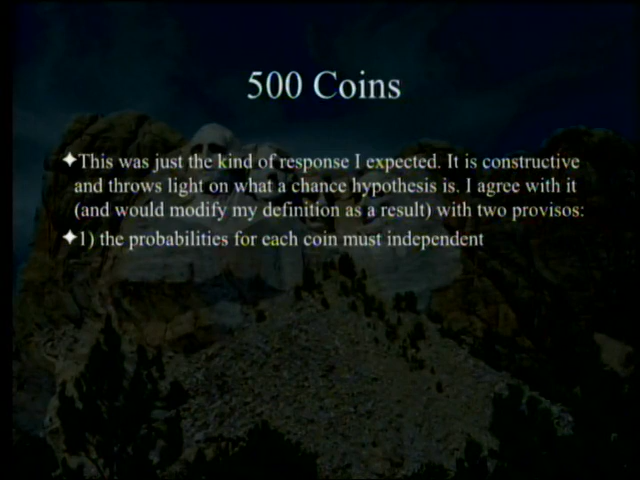 500 Coins
✦This was just the kind of response I expected. It is constructive
and throws light on what a chance hypothesis is. I agree with it
(and would modify my definition as a result) with two provisos:
✦1) the probabilities for each coin must independent